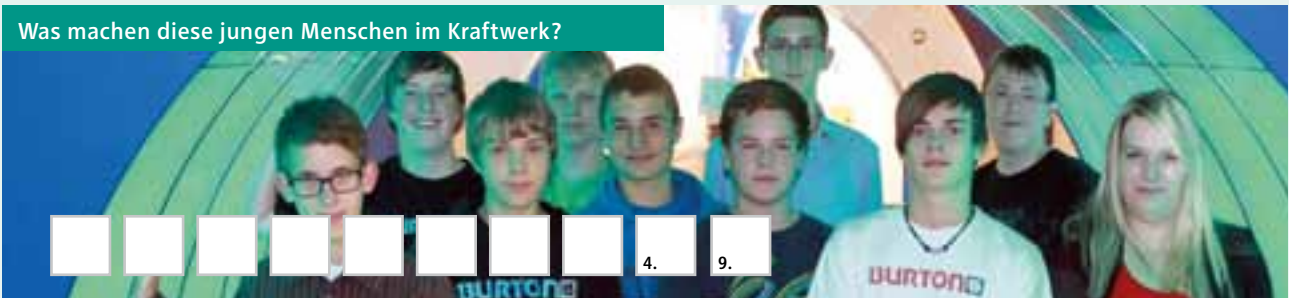 Was machen diese jungen Menschen im Kraftwerk?
4. 9.
BURTON
BURTON